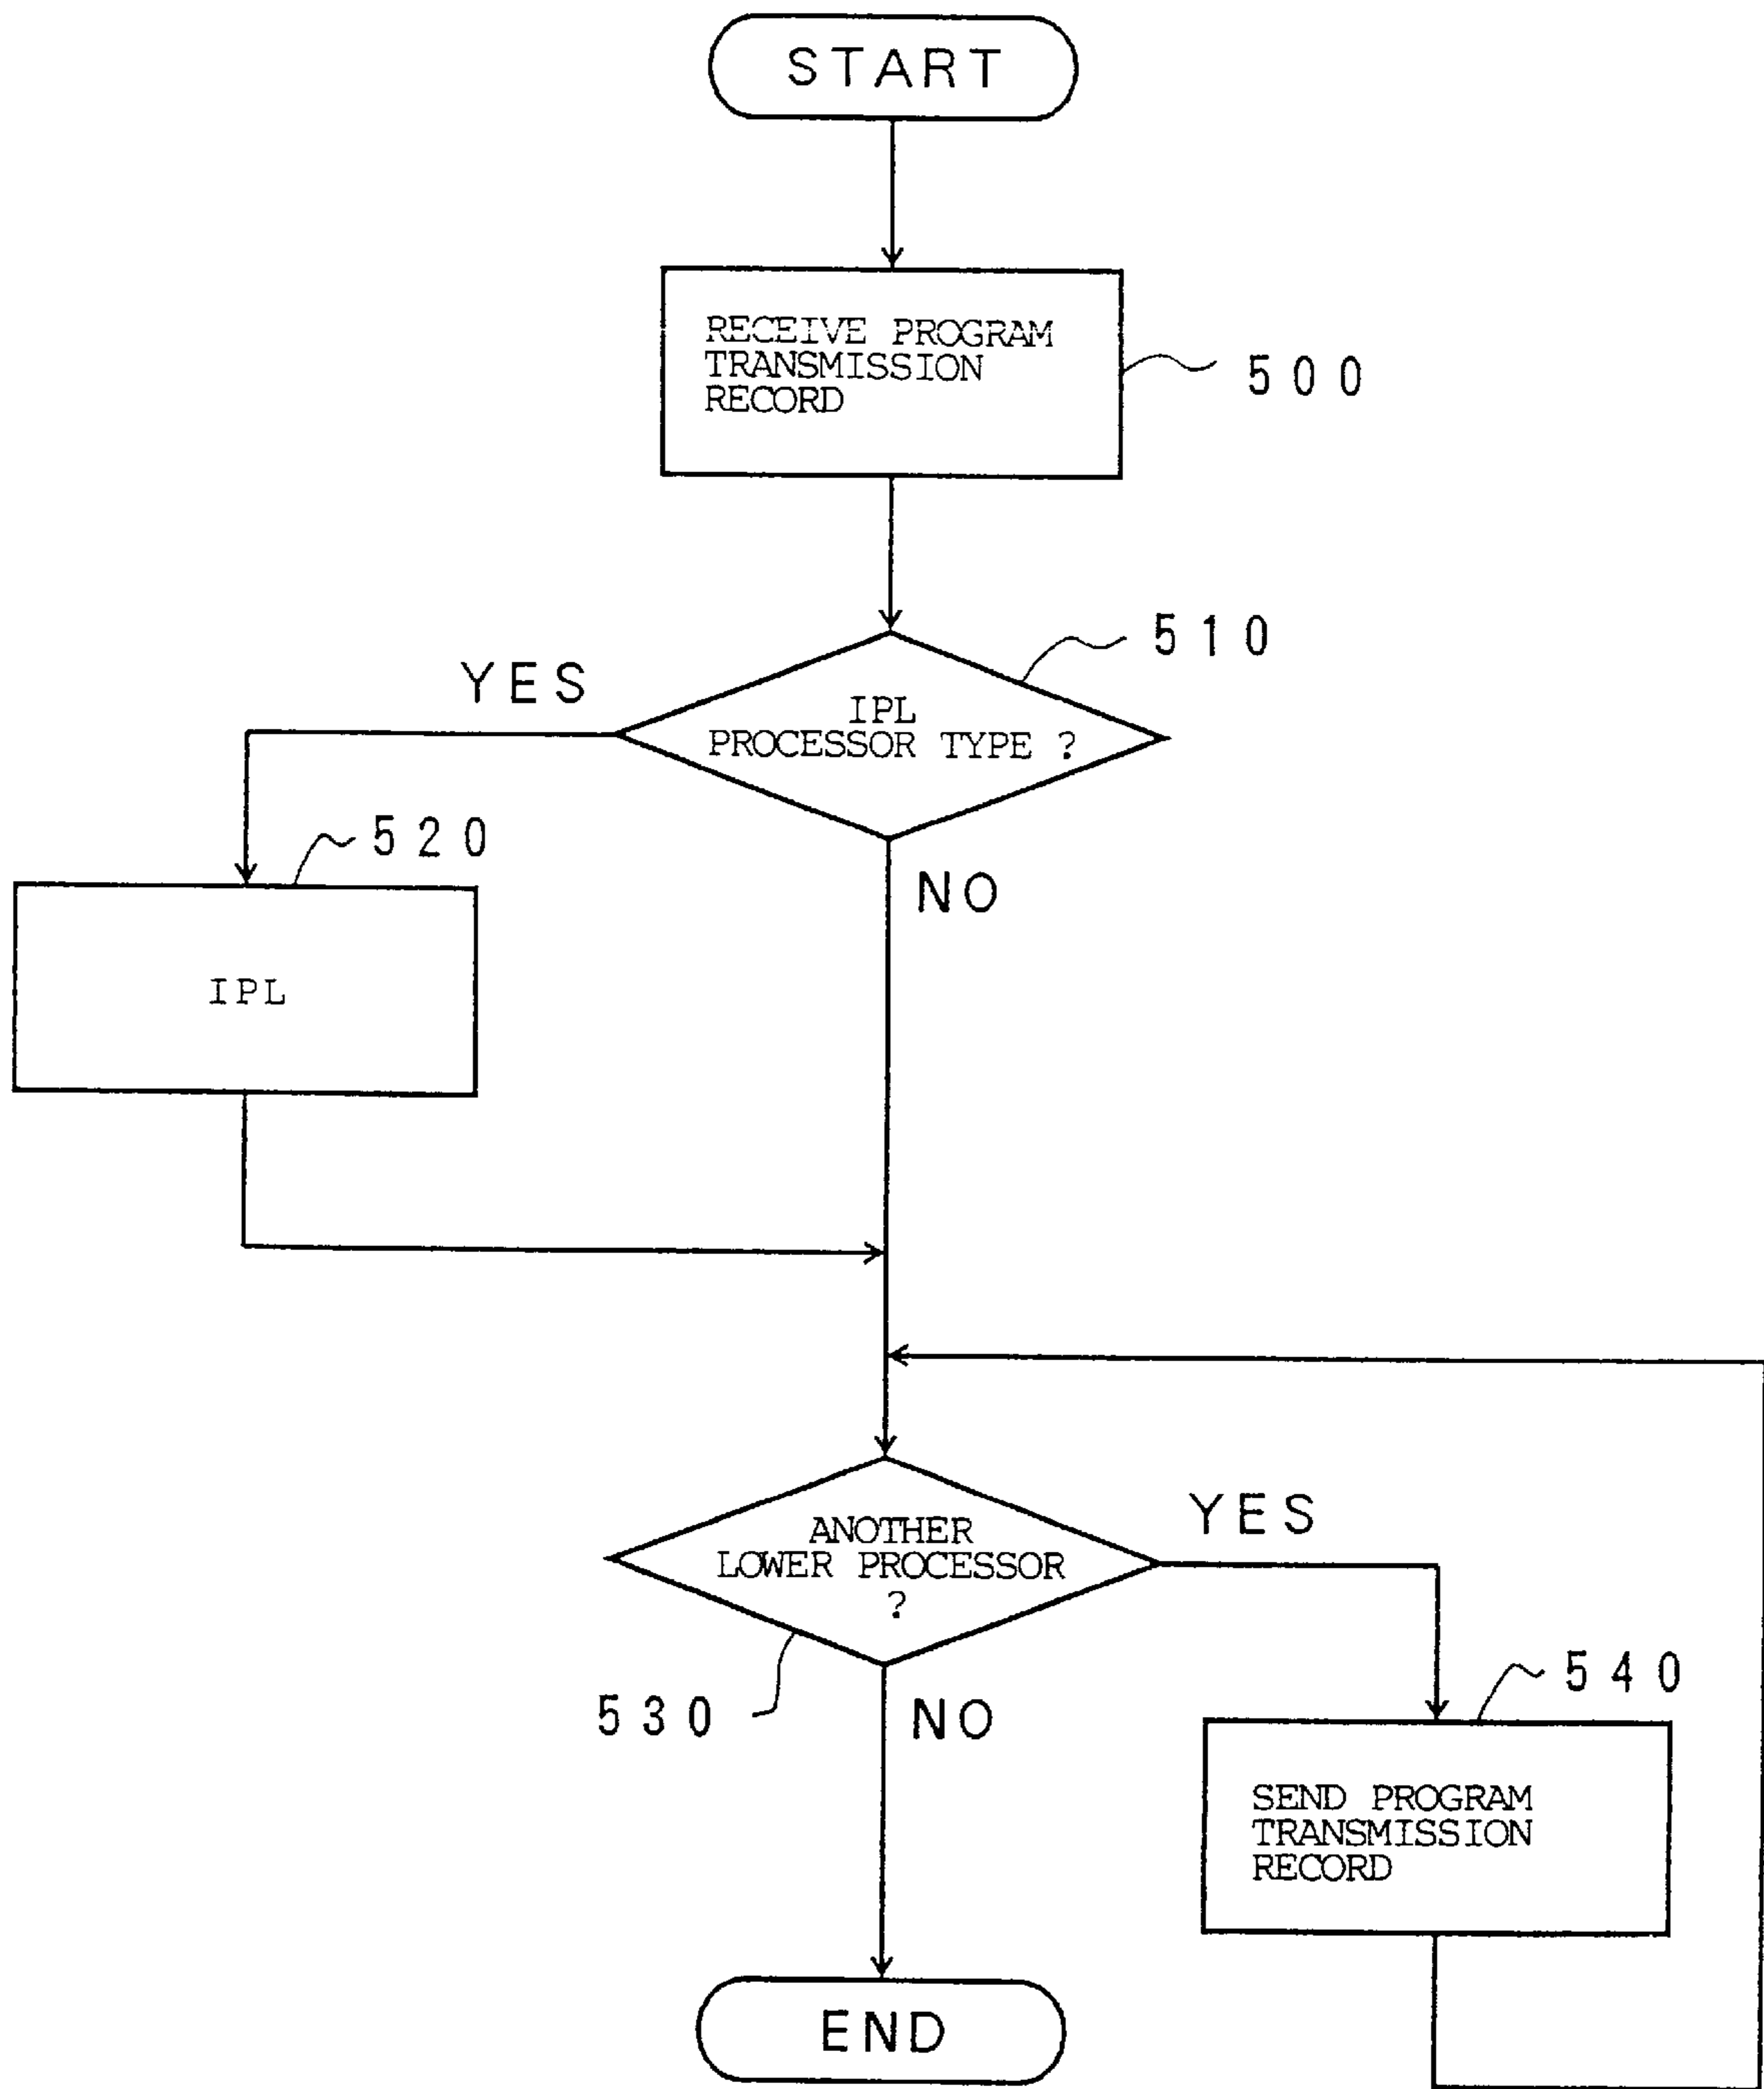 START
RECEIVE PROGRAM
TRANSMISSION
RECORD
500
510
YES
IPL
PROCESSOR TYPE ?
520
NO
IPL
ANOTHER
LOWER PROCESSOR
?
YES
530
NO
540
SEND PROGRAM
TRANSMISSION
RECORD
END